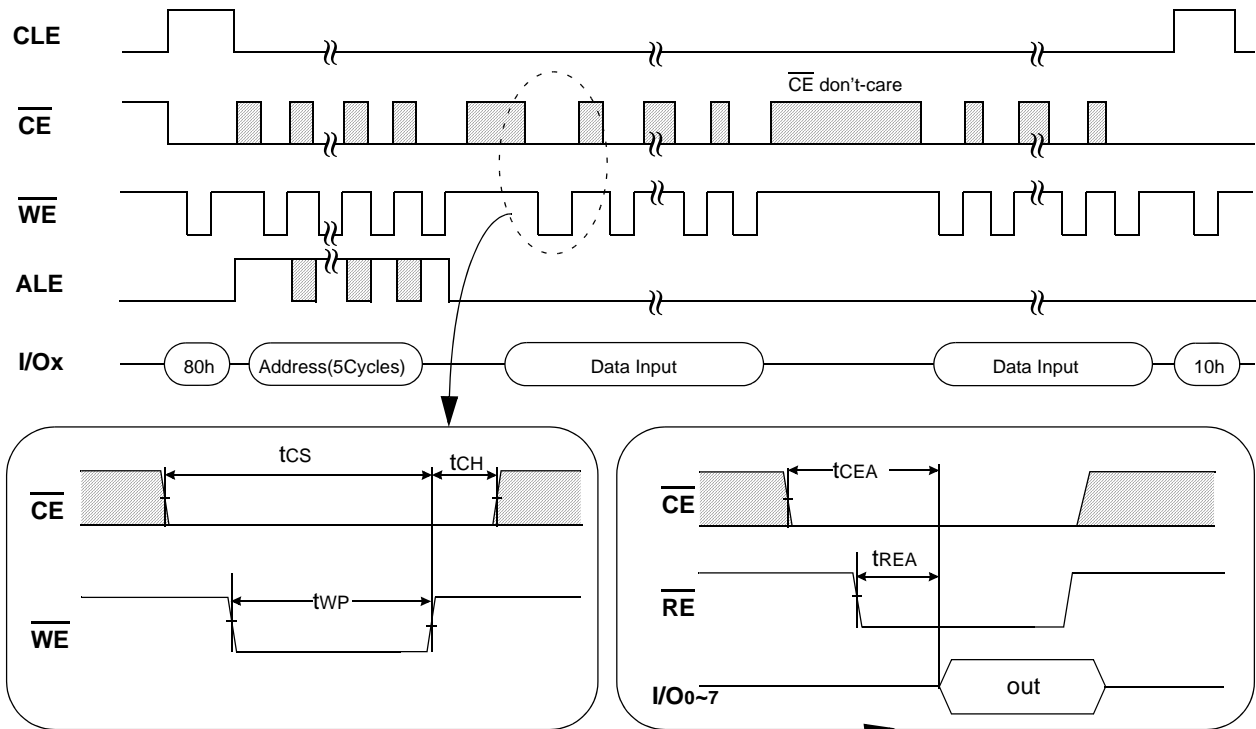 CLE
CE don't-care
CE
WE
ALE
I/Ox
80h
Address(5Cycles)
Data Input
Data Input
10h
tCS
tCH
CE
tWP
WE
tCEA
CE
tREA
RE
I/O0~7
out